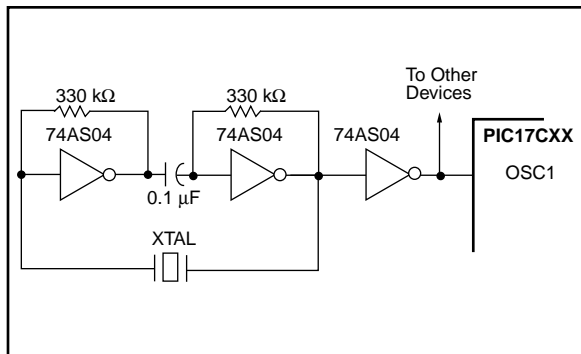 To Other
Devices
330 kΩ
330 kΩ
74AS04
74AS04
74AS04
PIC17CXX
OSC1
0.1 µF
XTAL